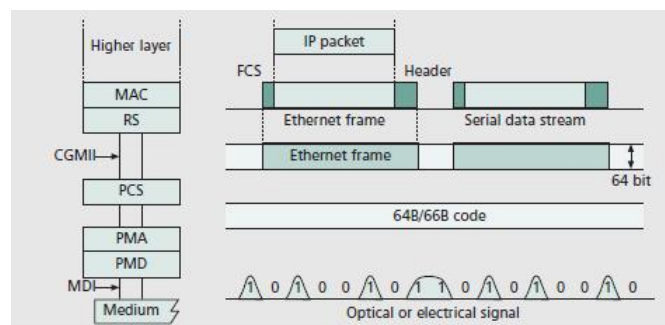 Higher layer
IP packet
FCS
Header
MAC
RS
Ethernet frame
Serial data stream
CGMII
Ethernet frame
64 bit
PCS
64B/66B code
PMA
PMD
MDI
1 0 1 0 0 1 0 1 1 0 1 0 1 0 0 1 0
Medium
Optical or electrical signal